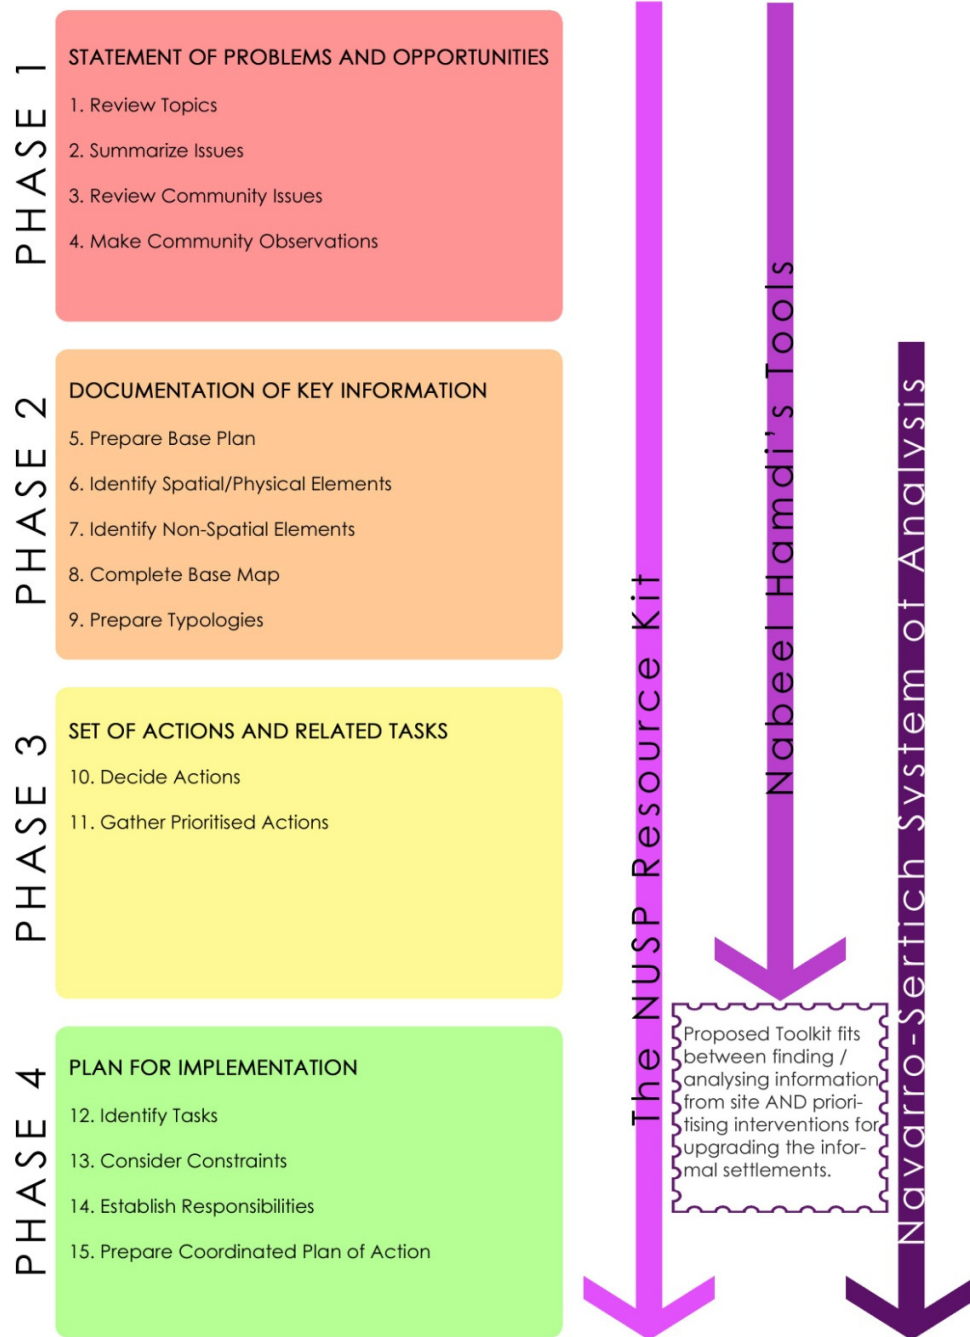 PHASE 1
STATEMENT OF PROBLEMS AND OPPORTUNITIES
1. Review Topics
2. Summarize Issues
3. Review Community Issues
4. Make Community Observations
PHASE 2
DOCUMENTATION OF KEY INFORMATION
5. Prepare Base Plan
6. Identify Spatial/Physical Elements
7. Identify Non-Spatial Elements
8. Complete Base Map
9. Prepare Typologies
PHASE 3
SET OF ACTIONS AND RELATED TASKS
10. Decide Actions
11. Gather Prioritised Actions
PHASE 4
PLAN FOR IMPLEMENTATION
12. Identify Tasks
13. Consider Constraints
14. Establish Responsibilities
15. Prepare Coordinated Plan of Action
The NUSP Resource Kit
Nabeel Hamdi's Tools
Navarro-Sertich System of Analysis
Proposed Toolkit fits
between finding /
analysing information
from site AND priori-
tising interventions for
upgrading the infor-
mal settlements.